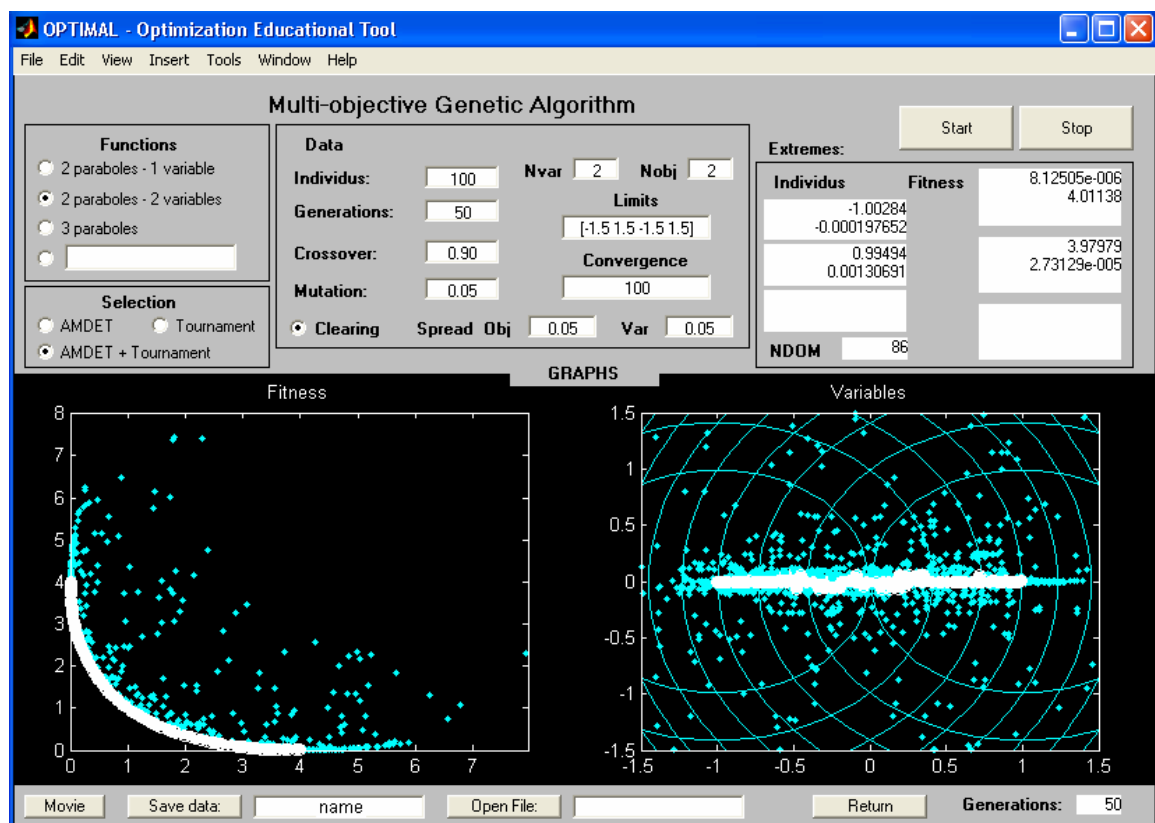 OPTIMAL - Optimization Educational Tool
File Edit View Insert Tools Window Help
Multi-objective Genetic Algorithm
Start
Stop
Functions
2 paraboles - 1 variable
2 paraboles - 2 variables
3 paraboles
Selection
AMDET Tournament
AMDET + Tournament
Data
Individus: 100
Generations: 50
Crossover: 0.90
Mutation: 0.05
Nvar 2 Nobj 2
Limits
[-1.5 1.5 -1.5 1.5]
Convergence
100
Clearing Spread Obj 0.05 Var 0.05
Extremes:
Individus Fitness
-1.00284
-0.000197652
8.12505e-006
4.01138
0.99494
0.00130691
3.97979
2.73129e-005
NDOM 86
GRAPHS
Fitness
8
7
6
5
4
3
2
1
0
0 1 2 3 4 5 6 7
Variables
1.5
1
0.5
0
-0.5
-1
-1.5
-1.5 -1 -0.5 0 0.5 1 1.5
Movie Save data: name Open File: Return Generations: 50